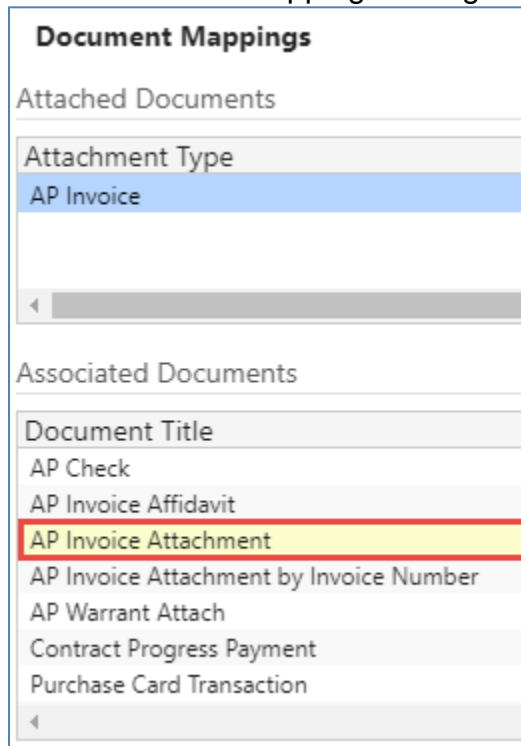 Document Mappings
Attached Documents
Attachment Type
AP Invoice
Associated Documents
Document Title
AP Check
AP Invoice Affidavit
AP Invoice Attachment
AP Invoice Attachment by Invoice Number
AP Warrant Attach
Contract Progress Payment
Purchase Card Transaction